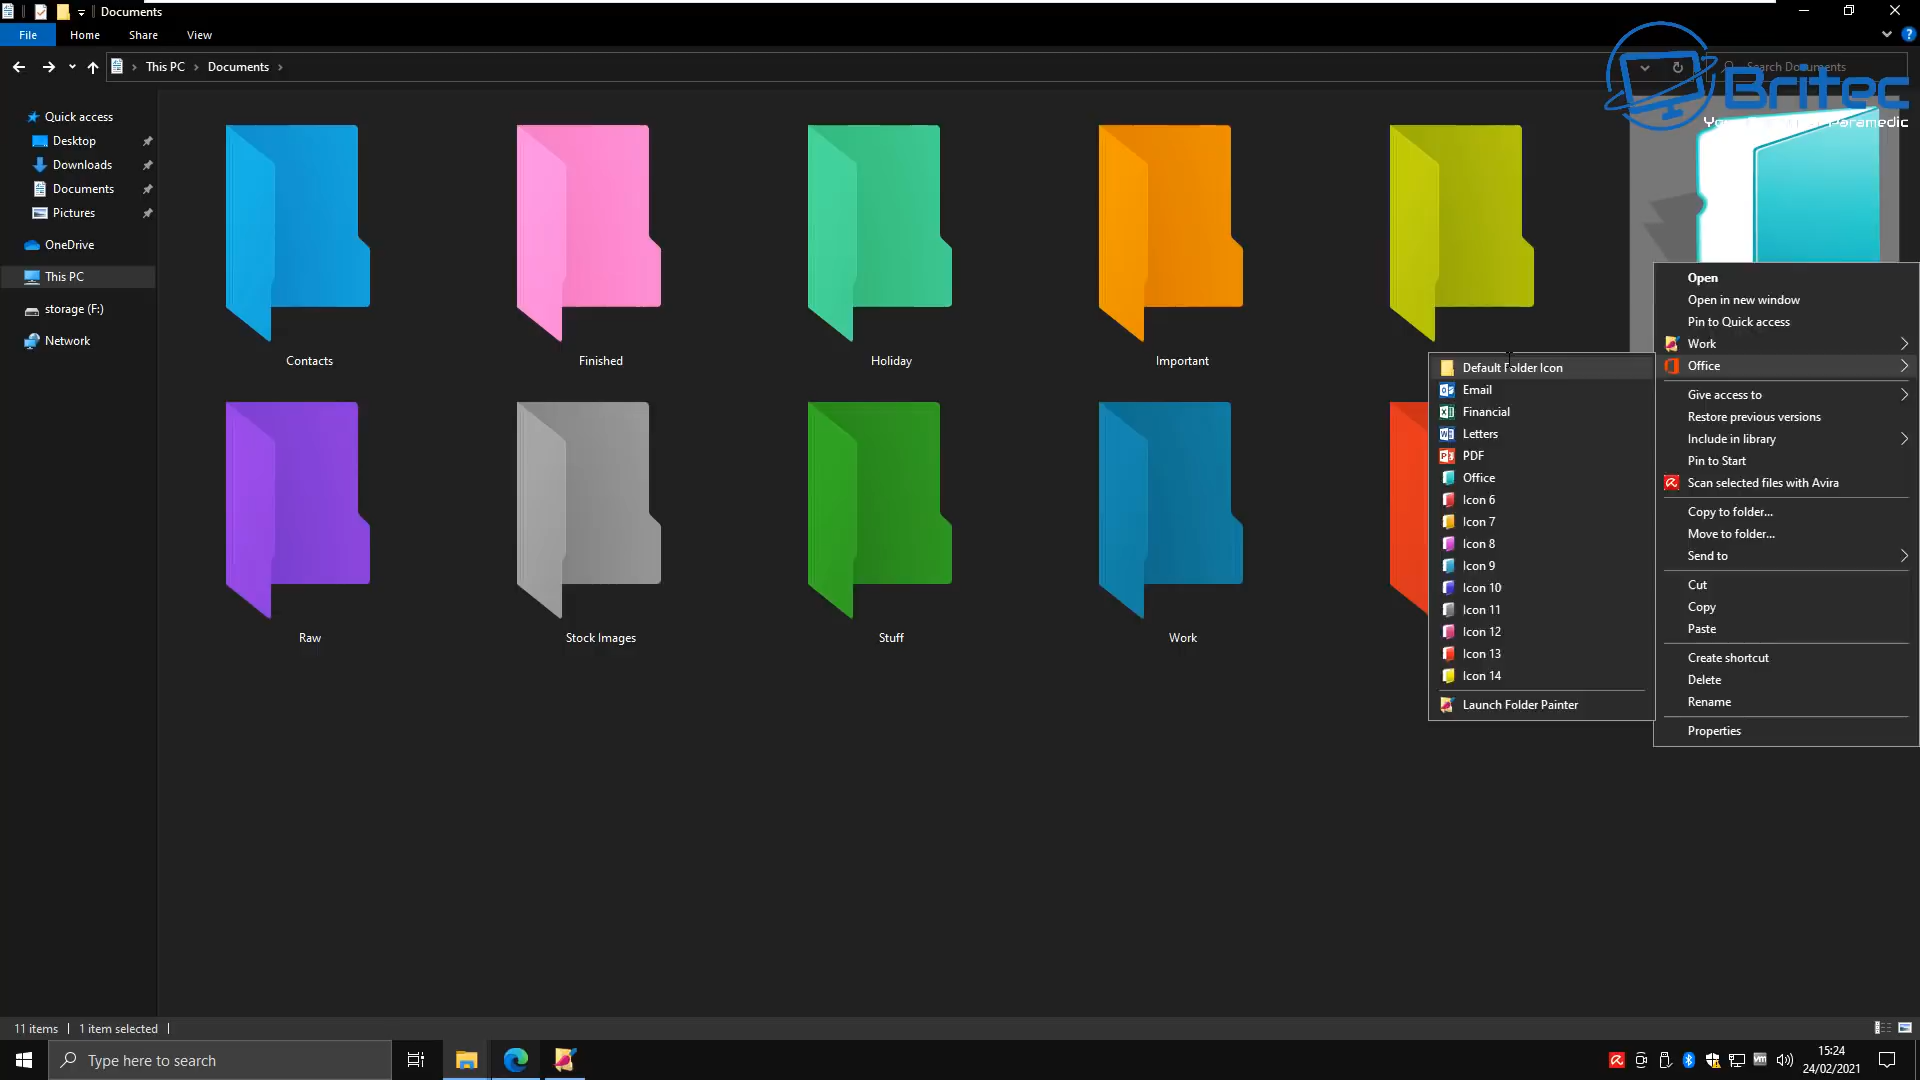 Documents
File
Home
Share
View
This PC
Documents
Search Documents
Britec
Quick access
Desktop
Downloads
Documents
Pictures
OneDrive
This PC
storage (F:)
Network
Contacts
Finished
Holiday
Important
Raw
Stock Images
Stuff
Work
Open
Open in new window
Pin to Quick access
Work
Office
Give access to
Restore previous versions
Include in library
Pin to Start
Scan selected files with Avira
Copy to folder...
Move to folder...
Send to
Cut
Copy
Paste
Create shortcut
Delete
Rename
Properties
Default Folder Icon
Email
Financial
Letters
PDF
Office
Icon 6
Icon 7
Icon 8
Icon 9
Icon 10
Icon 11
Icon 12
Icon 13
Icon 14
Launch Folder Painter
11 items
1 item selected
Type here to search
15:24
24/02/2021